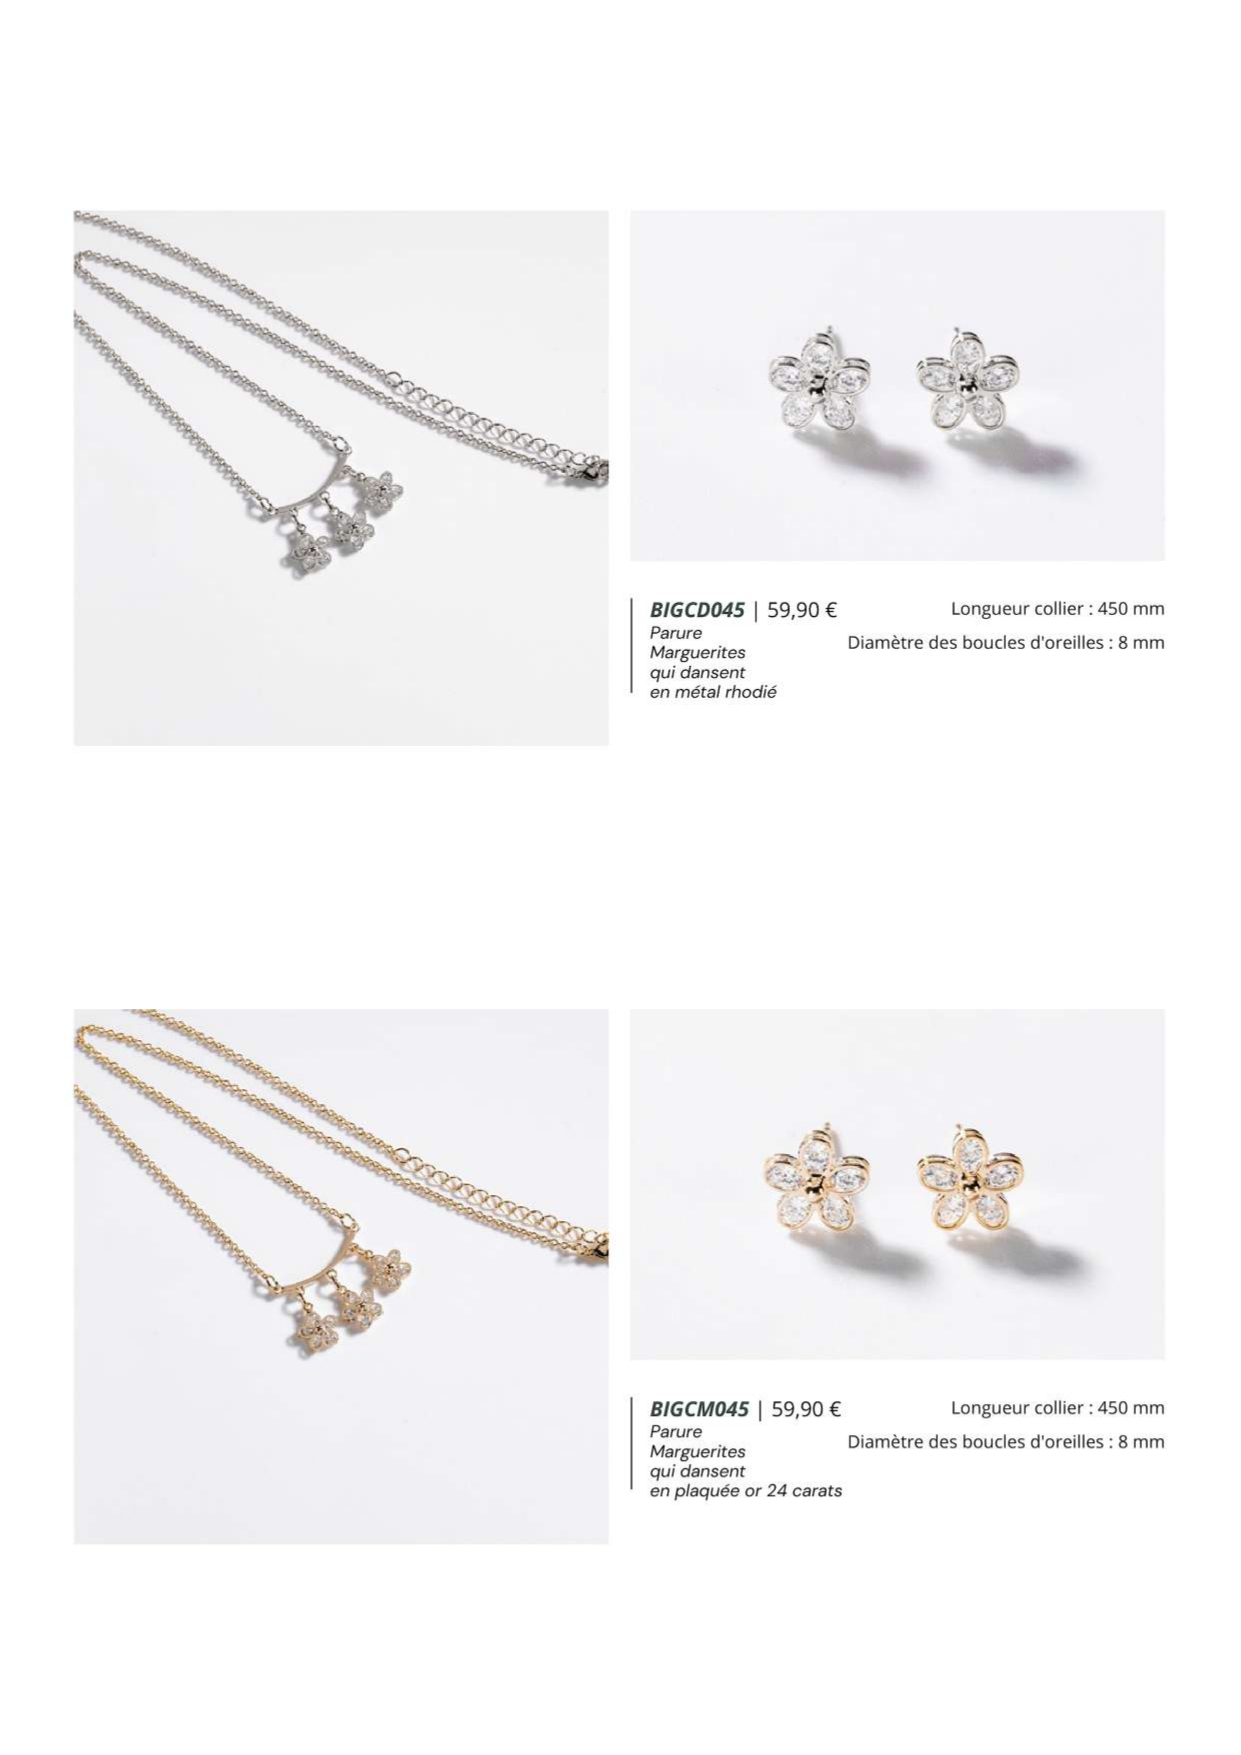 BIGCD045 | 59,90 €
Parure
Marguerites
qui dansent
en métal rhodié
Longueur collier : 450 mm
Diamètre des boucles d'oreilles : 8 mm
BIGCM045 | 59,90 €
Parure
Marguerites
qui dansent
en plaquée or 24 carats
Longueur collier : 450 mm
Diamètre des boucles d'oreilles : 8 mm